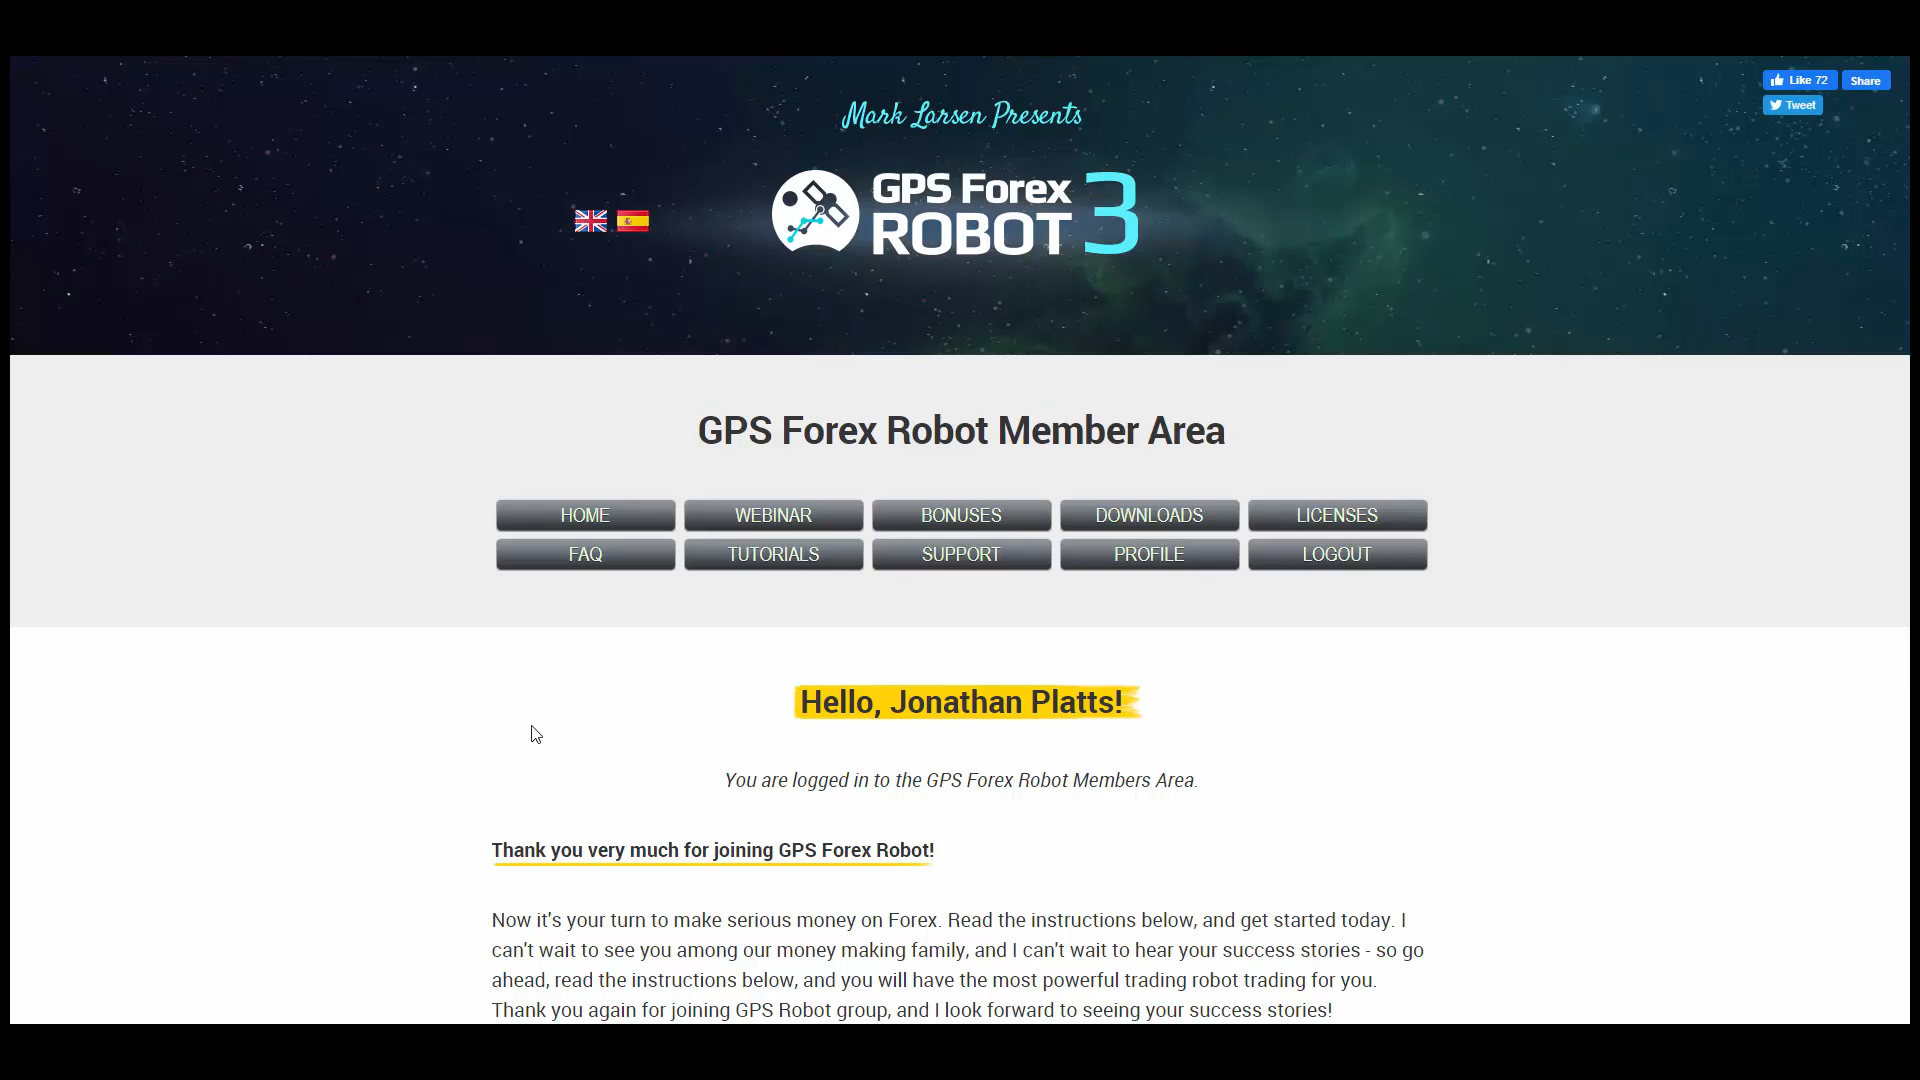 Like 72
Share
Tweet
Mark Larsen Presents
GPS Forex
ROBOT 3
GPS Forex Robot Member Area
HOME
WEBINAR
BONUSES
DOWNLOADS
LICENSES
FAQ
TUTORIALS
SUPPORT
PROFILE
LOGOUT
Hello, Jonathan Platts!
You are logged in to the GPS Forex Robot Members Area.
Thank you very much for joining GPS Forex Robot!
Now it's your turn to make serious money on Forex. Read the instructions below, and get started today. I
can't wait to see you among our money making family, and I can't wait to hear your success stories - so go
ahead, read the instructions below, and you will have the most powerful trading robot trading for you.
Thank you again for joining GPS Robot group, and I look forward to seeing your success stories!